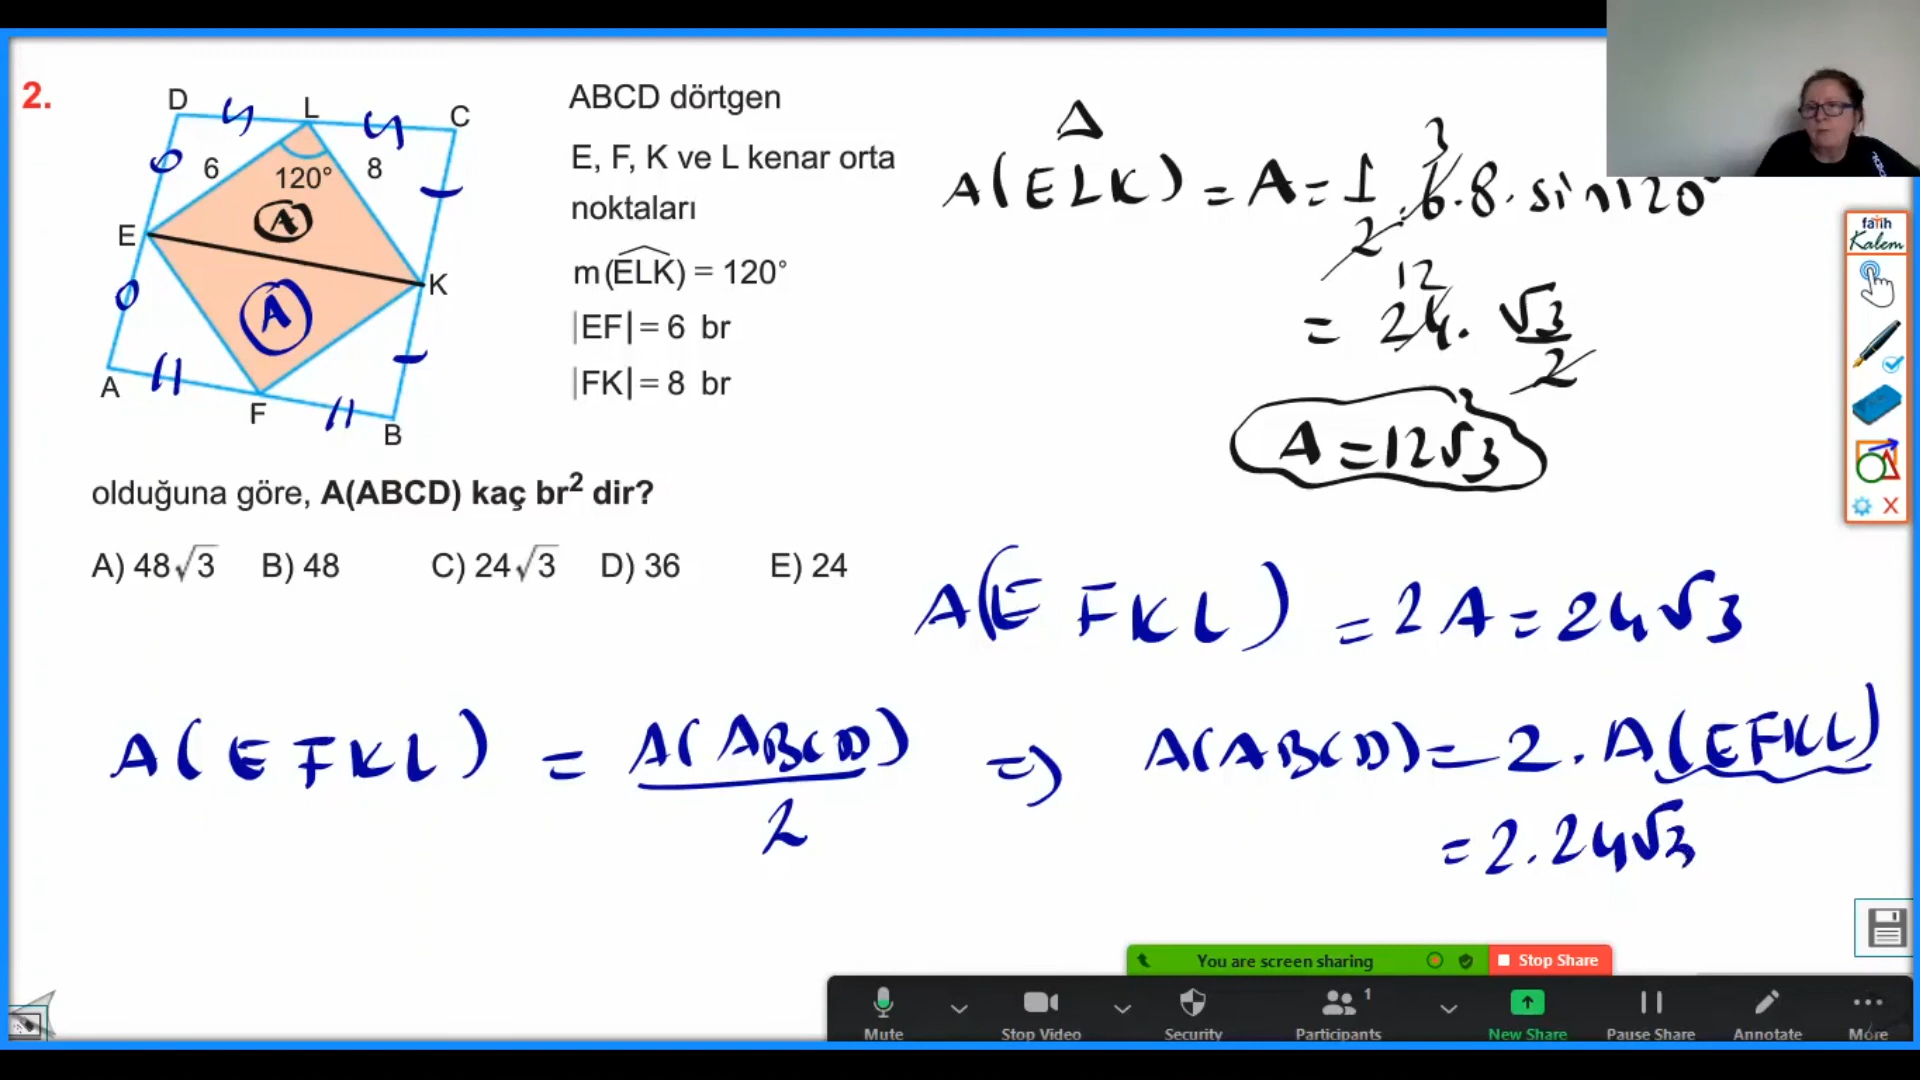 2.
D L C
6 120° 8
A
E
K
A
A F B
ABCD dörtgen
E, F, K ve L kenar orta
noktaları
m(ELK) = 120°
|EF| = 6 br
|FK| = 8 br
olduğuna göre, A(ABCD) kaç br² dir?
A) 48√3 B) 48 C) 24√3 D) 36 E) 24
3
A(ELK) = A = 1/2 . 6 . 8 . sin120°
12
= 24 . √3/2
A = 12√3
A(EFKL) = 2A = 24√3
A(EFKL) = A(ABCD)/2 ⇒ A(ABCD) = 2 . A(EFKL)
= 2 . 24√3
fatih
Kalem
You are screen sharing Stop Share
1
Mute Stop Video Security Participants New Share Pause Share Annotate More